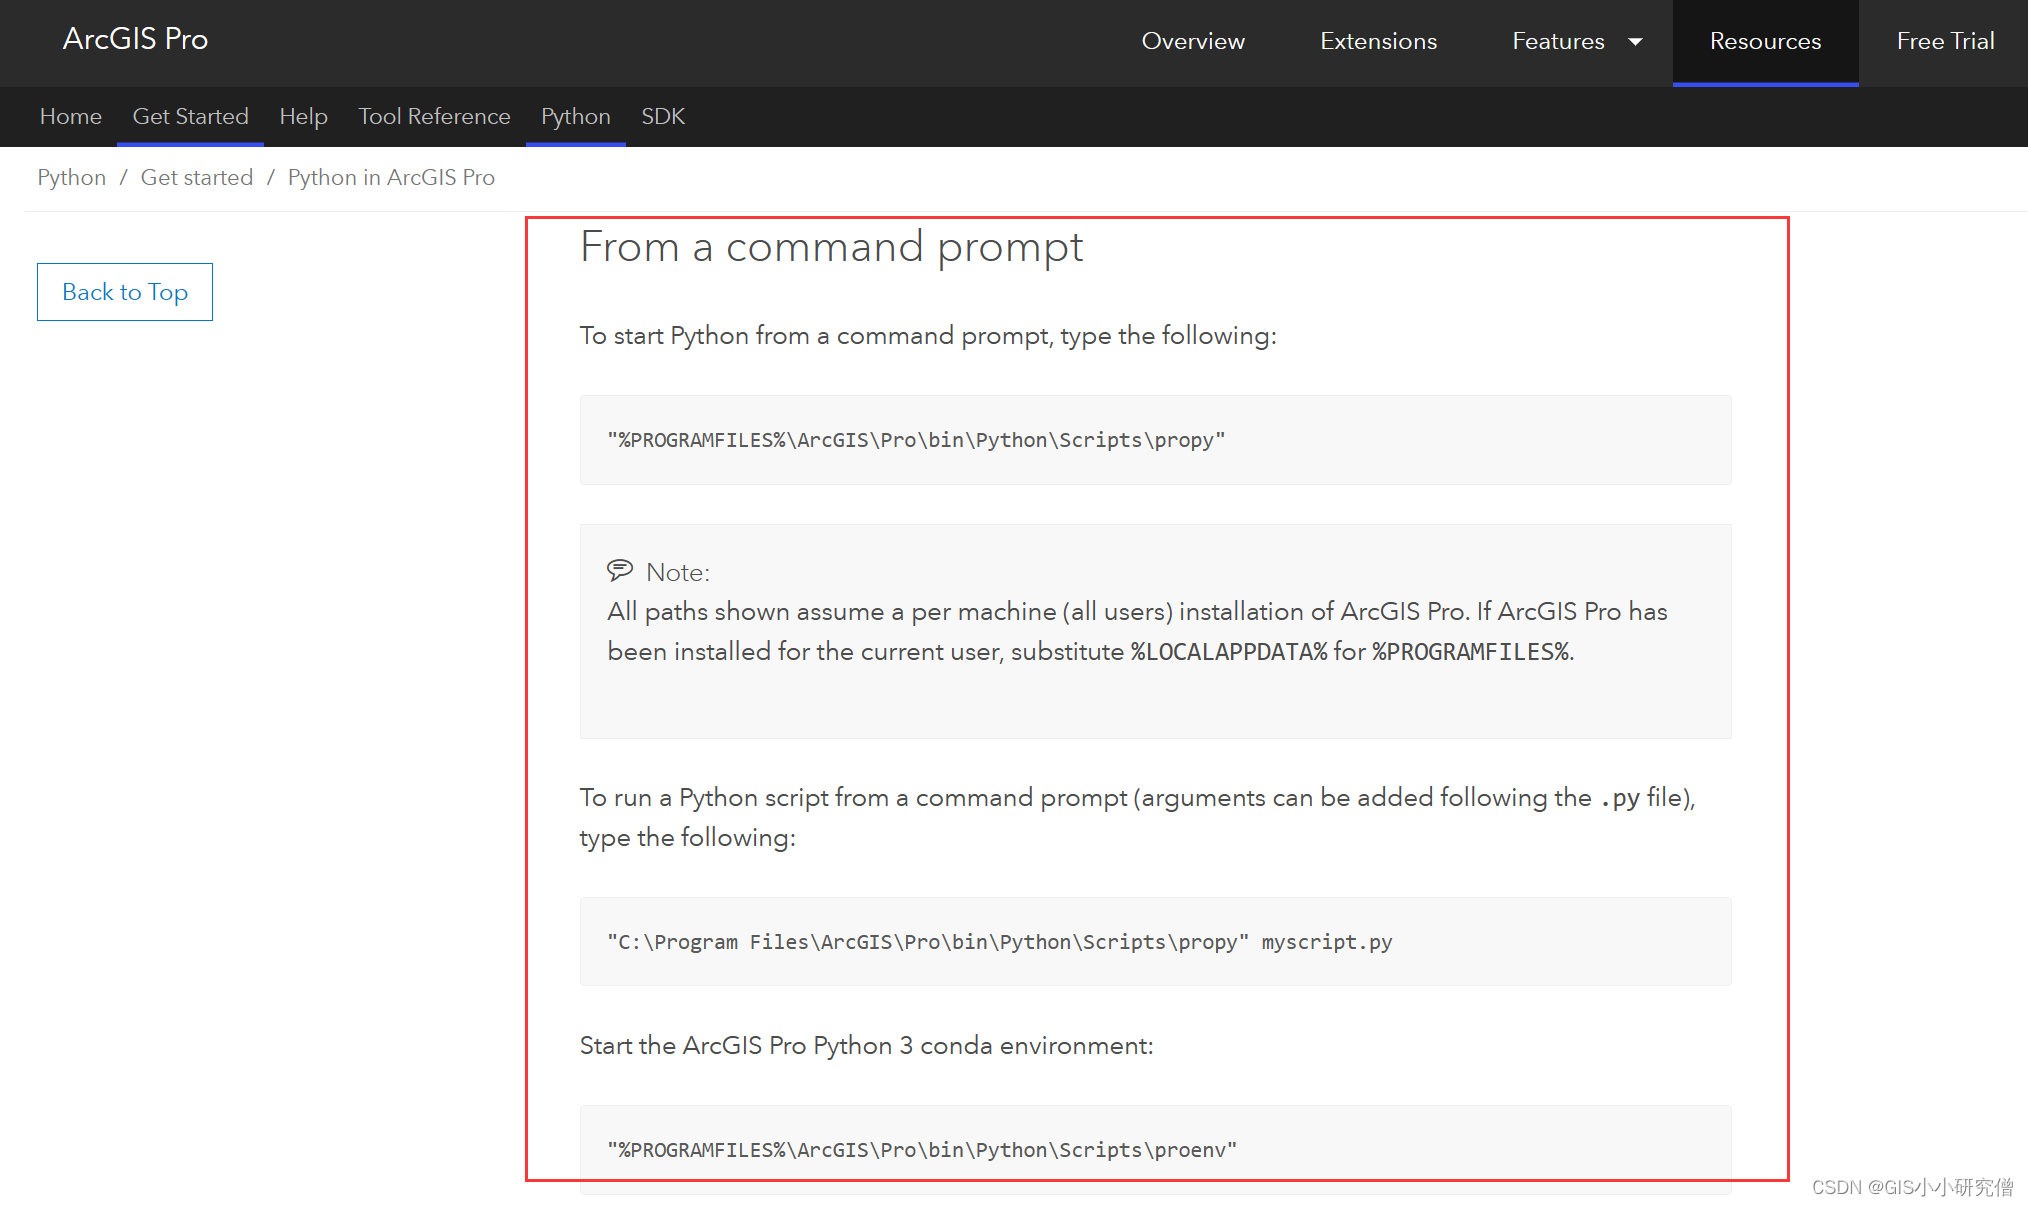 ArcGIS Pro
Overview
Extensions
Features
Resources
Free Trial
Home
Get Started
Help
Tool Reference
Python
SDK
Python / Get started / Python in ArcGIS Pro
Back to Top
From a command prompt
To start Python from a command prompt, type the following:
"%PROGRAMFILES%\ArcGIS\Pro\bin\Python\Scripts\propy"
Note:
All paths shown assume a per machine (all users) installation of ArcGIS Pro. If ArcGIS Pro has
been installed for the current user, substitute %LOCALAPPDATA% for %PROGRAMFILES%.
To run a Python script from a command prompt (arguments can be added following the .py file),
type the following:
"C:\Program Files\ArcGIS\Pro\bin\Python\Scripts\propy" myscript.py
Start the ArcGIS Pro Python 3 conda environment:
"%PROGRAMFILES%\ArcGIS\Pro\bin\Python\Scripts\proenv"
CSDN @GIS小小研究僧